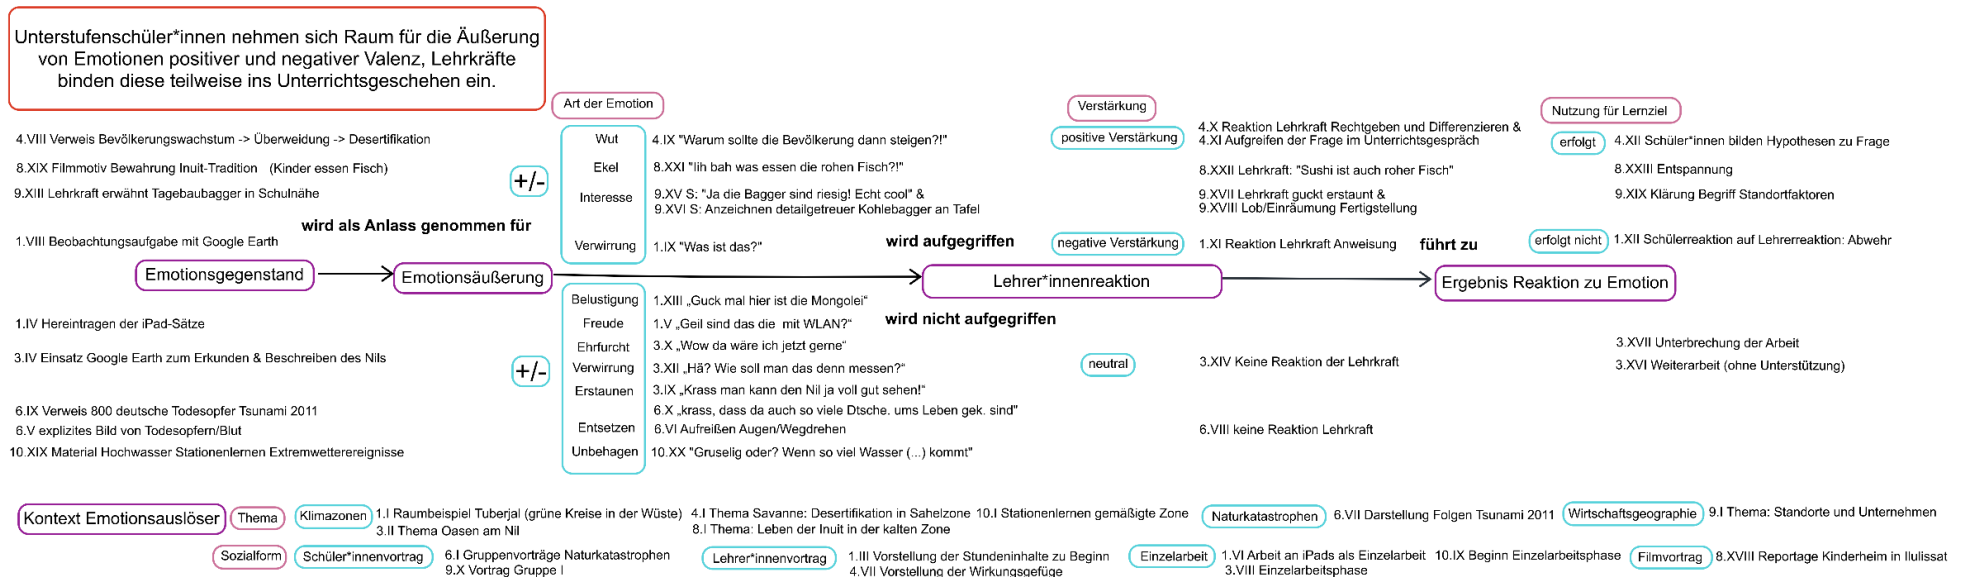 Unterstufenschüler*innen nehmen sich Raum für die Äußerung
von Emotionen positiver und negativer Valenz, Lehrkräfte
binden diese teilweise ins Unterrichtsgeschehen ein.
Art der Emotion
Verstärkung
Nutzung für Lernziel
4.VIII Verweis Bevölkerungswachstum -> Überweidung -> Desertifikation
Wut
4.IX "Warum sollte die Bevölkerung dann steigen?!"
positive Verstärkung
4.X Reaktion Lehrkraft Rechtgeben und Differenzieren &
4.XI Aufgreifen der Frage im Unterrichtsgespräch
erfolgt
4.XII Schüler*innen bilden Hypothesen zu Frage
8.XIX Filmmotiv Bewahrung Inuit-Tradition (Kinder essen Fisch)
+/-
Ekel
8.XXI "Iih bah was essen die rohen Fisch?!"
8.XXII Lehrkraft: "Sushi ist auch roher Fisch"
8.XXIII Entspannung
9.XIII Lehrkraft erwähnt Tagebaubagger in Schulnähe
Interesse
9.XV S: "Ja die Bagger sind riesig! Echt cool" &
9.XVI S: Anzeichnen detailgetreuer Kohlebagger an Tafel
9.XVII Lehrkraft guckt erstaunt &
9.XVIII Lob/Einräumung Fertigstellung
9.XIX Klärung Begriff Standortfaktoren
wird als Anlass genommen für
1.VIII Beobachtungsaufgabe mit Google Earth
Verwirrung
1.IX "Was ist das?"
wird aufgegriffen
negative Verstärkung
1.XI Reaktion Lehrkraft Anweisung
führt zu
erfolgt nicht
1.XII Schülerreaktion auf Lehrerreaktion: Abwehr
Emotionsgegenstand
Emotionsäußerung
Lehrer*innenreaktion
Ergebnis Reaktion zu Emotion
Belustigung
1.XIII „Guck mal hier ist die Mongolei“
1.IV Hereintragen der iPad-Sätze
Freude
1.V „Geil sind das die mit WLAN?“
wird nicht aufgegriffen
Ehrfurcht
3.X „Wow da wäre ich jetzt gerne“
3.XVII Unterbrechung der Arbeit
3.IV Einsatz Google Earth zum Erkunden & Beschreiben des Nils
+/-
Verwirrung
3.XII „Hä? Wie soll man das denn messen?“
neutral
3.XIV Keine Reaktion der Lehrkraft
3.XVI Weiterarbeit (ohne Unterstützung)
Erstaunen
3.IX „Krass man kann den Nil ja voll gut sehen!“
6.IX Verweis 800 deutsche Todesopfer Tsunami 2011
6.X „krass, dass da auch so viele Dtsche. ums Leben gek. sind"
6.V explizites Bild von Todesopfern/Blut
Entsetzen
6.VI Aufreißen Augen/Wegdrehen
6.VIII keine Reaktion Lehrkraft
10.XIX Material Hochwasser Stationenlernen Extremwetterereignisse
Unbehagen
10.XX "Gruselig oder? Wenn so viel Wasser (...) kommt"
Kontext Emotionsauslöser
Thema
Klimazonen
1.I Raumbeispiel Tuberjal (grüne Kreise in der Wüste)
3.II Thema Oasen am Nil
4.I Thema Savanne: Desertifikation in Sahelzone
8.I Thema: Leben der Inuit in der kalten Zone
10.I Stationenlernen gemäßigte Zone
Naturkatastrophen
6.VII Darstellung Folgen Tsunami 2011
Wirtschaftsgeographie
9.I Thema: Standorte und Unternehmen
Sozialform
Schüler*innenvortrag
6.I Gruppenvorträge Naturkatastrophen
9.X Vortrag Gruppe I
Lehrer*innenvortrag
1.III Vorstellung der Stundeninhalte zu Beginn
4.VII Vorstellung der Wirkungsgefüge
Einzelarbeit
1.VI Arbeit an iPads als Einzelarbeit
3.VIII Einzelarbeitsphase
10.IX Beginn Einzelarbeitsphase
Filmvortrag
8.XVIII Reportage Kinderheim in Ilulissat